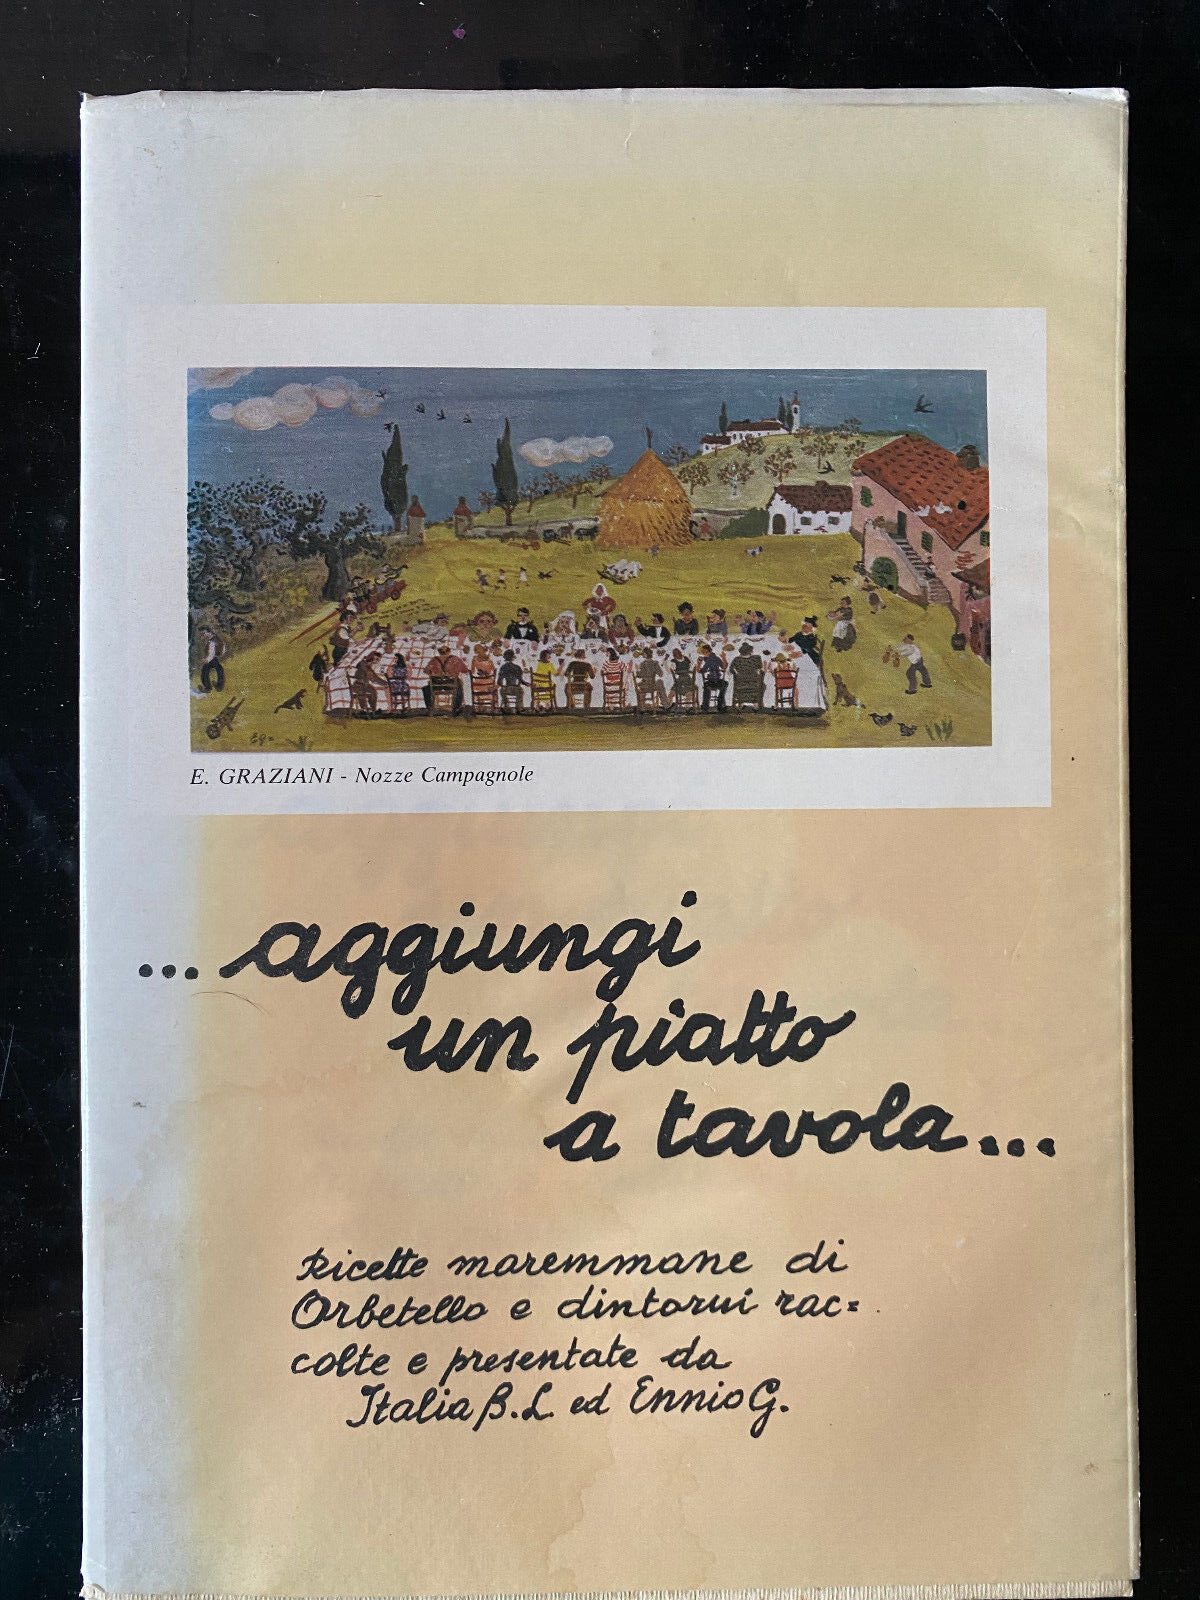 E. GRAZIANI - Nozze Campagnole
... aggiungi
un piatto
a tavola...
Ricette maremmane di
Orbetello e dintorni rac=
colte e presentate da
Italia B.L. ed Ennio G.